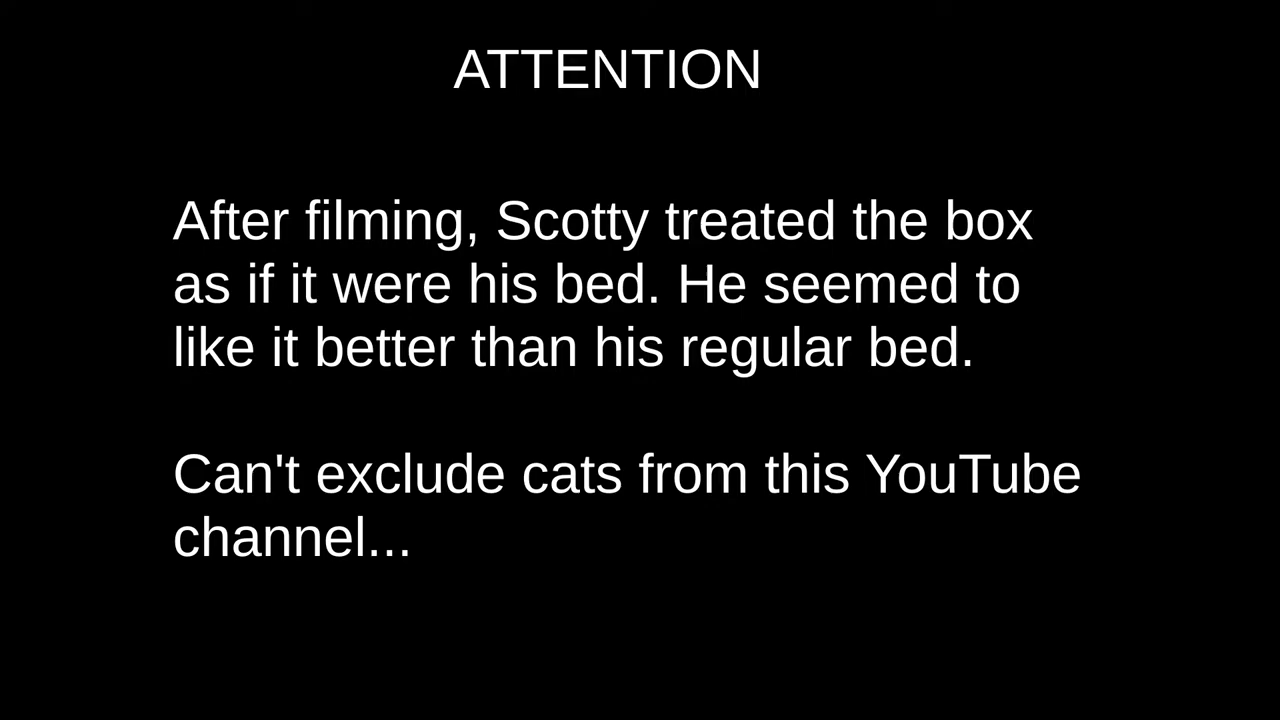 ATTENTION
After filming, Scotty treated the box
as if it were his bed. He seemed to
like it better than his regular bed.
Can't exclude cats from this YouTube
channel...